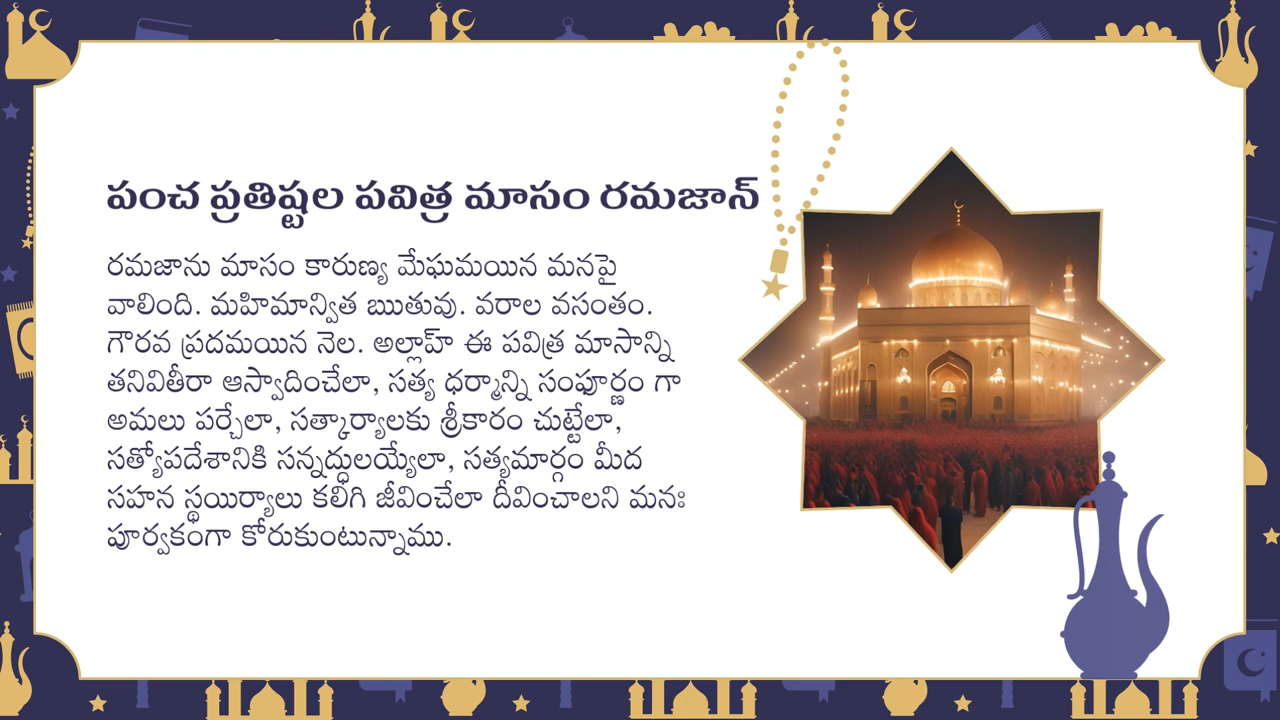 పంచ ప్రతిష్టల పవిత్ర మాసం రమజాన్
రమజాను మాసం కారుణ్య మేఘమయిన మనపై
వాలింది. మహిమాన్విత ఋతువు. వరాల వసంతం.
గౌరవ ప్రదమయిన నెల. అల్లాహ్ ఈ పవిత్ర మాసాన్ని
తనివితీరా ఆస్వాదించేలా, సత్య ధర్మాన్ని సంపూర్ణం గా
అమలు పర్చేలా, సత్కార్యాలకు శ్రీకారం చుట్టేలా,
సత్యోపదేశానికి సన్నద్ధులయ్యేలా, సత్యమార్గం మీద
సహన స్థయిర్యాలు కలిగి జీవించేలా దీవించాలని మనః
పూర్వకంగా కోరుకుంటున్నాము.